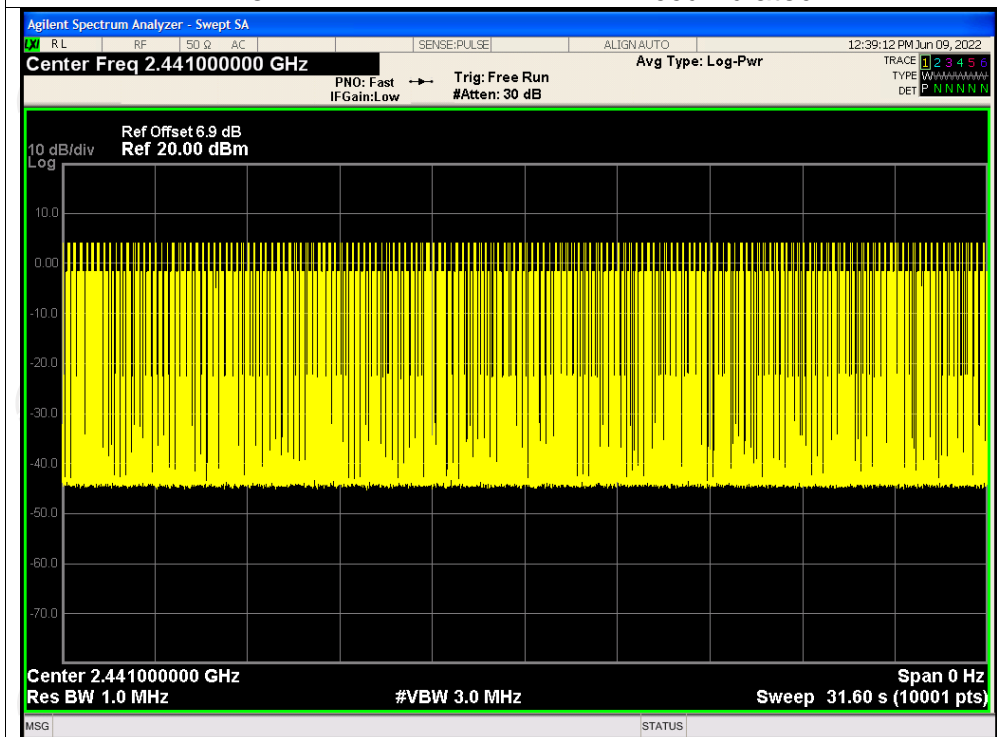 Agilent Spectrum Analyzer - Swept SA
LXI RL RF 50 Ω AC SENSE:PULSE ALIGNAUTO 12:39:12 PM Jun 09, 2022
Center Freq 2.441000000 GHz Avg Type: Log-Pwr TRACE 1 2 3 4 5 6
PNO: Fast Trig: Free Run TYPE WWWWWW
IFGain:Low #Atten: 30 dB DET P N N N N N
Ref Offset 6.9 dB
10 dB/div Ref 20.00 dBm
Log
10.0
0.00
-10.0
-20.0
-30.0
-40.0
-50.0
-60.0
-70.0
Center 2.441000000 GHz Span 0 Hz
Res BW 1.0 MHz #VBW 3.0 MHz Sweep 31.60 s (10001 pts)
MSG STATUS